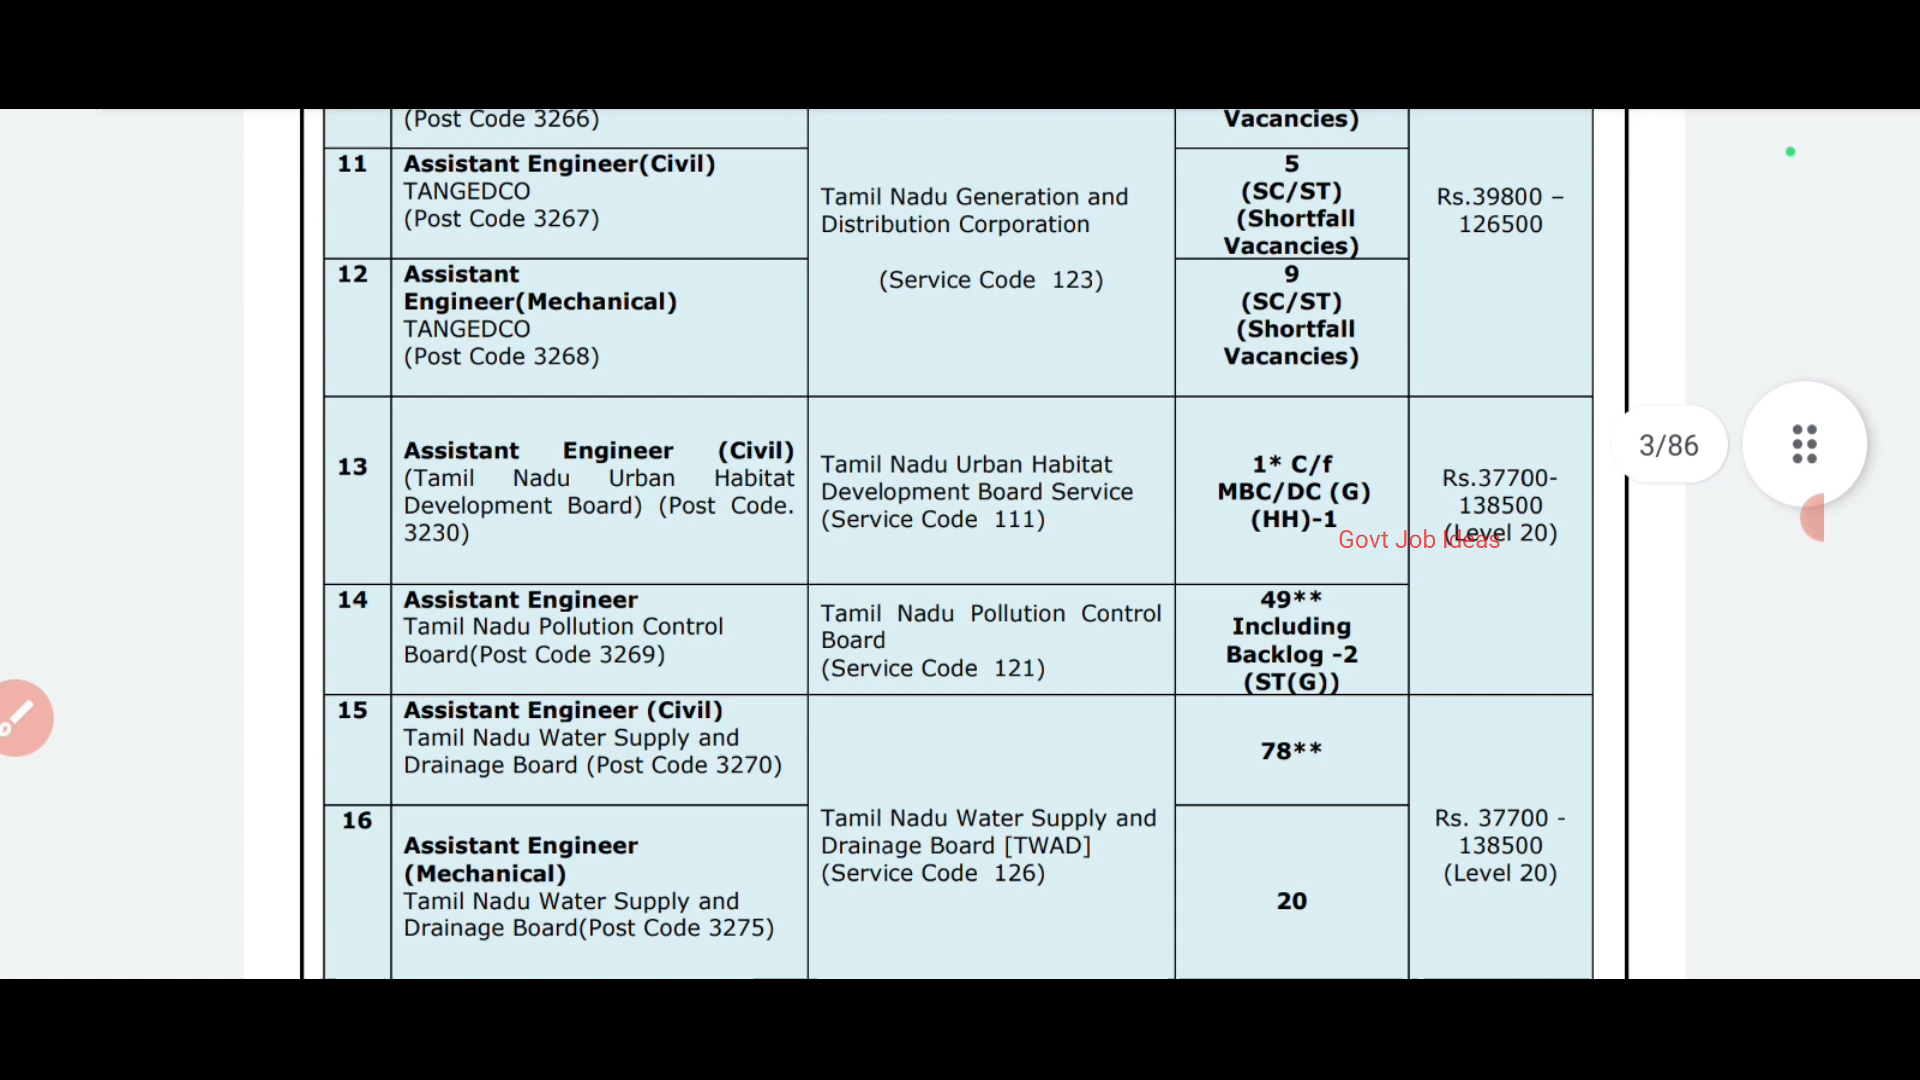 (Post Code 3266)
Vacancies)
11
Assistant Engineer(Civil)
TANGEDCO
(Post Code 3267)
Tamil Nadu Generation and
Distribution Corporation
(Service Code 123)
5
(SC/ST)
(Shortfall
Vacancies)
Rs.39800 –
126500
12
Assistant
Engineer(Mechanical)
TANGEDCO
(Post Code 3268)
9
(SC/ST)
(Shortfall
Vacancies)
13
Assistant Engineer (Civil)
(Tamil Nadu Urban Habitat
Development Board) (Post Code.
3230)
Tamil Nadu Urban Habitat
Development Board Service
(Service Code 111)
1* C/f
MBC/DC (G)
(HH)-1
Rs.37700-
138500
(Level 20)
Govt Job Ideas
3/86
14
Assistant Engineer
Tamil Nadu Pollution Control
Board(Post Code 3269)
Tamil Nadu Pollution Control
Board
(Service Code 121)
49**
Including
Backlog -2
(ST(G))
15
Assistant Engineer (Civil)
Tamil Nadu Water Supply and
Drainage Board (Post Code 3270)
78**
16
Assistant Engineer
(Mechanical)
Tamil Nadu Water Supply and
Drainage Board(Post Code 3275)
Tamil Nadu Water Supply and
Drainage Board [TWAD]
(Service Code 126)
20
Rs. 37700 -
138500
(Level 20)